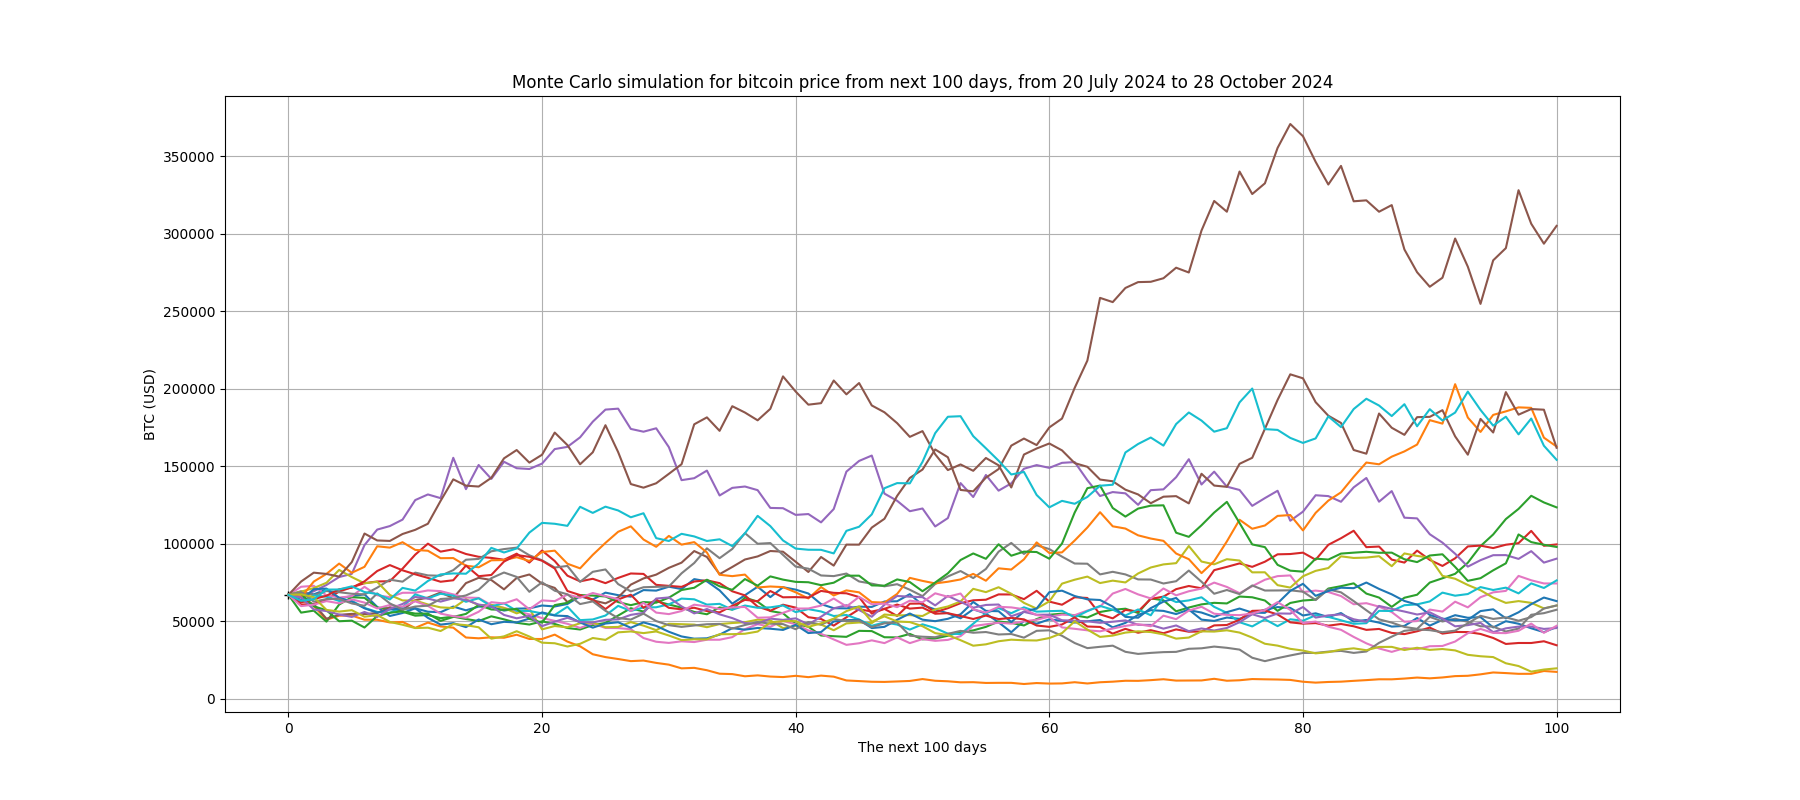 Monte Carlo simulation for bitcoin price from next 100 days, from 20 July 2024 to 28 October 2024
BTC (USD)
350000
300000
250000
200000
150000
100000
50000
0
0 20 40 60 80 100
The next 100 days